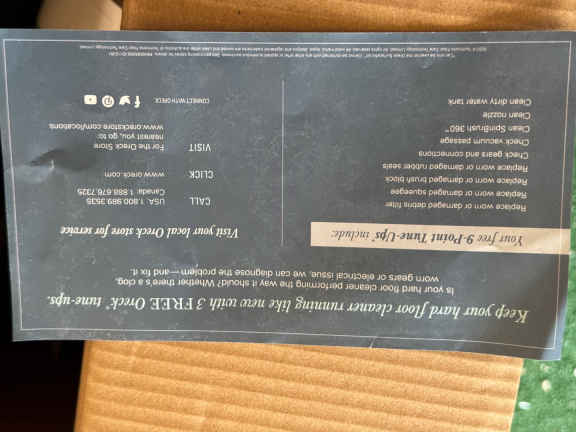 Keep your hard floor cleaner running like new with 3 FREE Oreck® tune-ups.
Is your hard floor cleaner performing the way it should? Whether there's a clog,
worn gears or electrical issue, we can diagnose the problem—and fix it.
Your free 9-Point Tune-Ups* include:
Replace debris filter
Replace worn or damaged squeegee
Replace worn or damaged brush block
Replace worn or damaged rubber seals
Check gears and connections
Check vacuum passage
Clean SprinBrush 360™
Clean nozzle
Clean dirty water tank
Visit your local Oreck store for service
CALL
USA: 1.800.989.3535
Canada: 1.888.676.7325
CLICK
www.oreck.com
VISIT
For the Oreck Store
nearest you, go to:
www.oreckstore.com/locations
CONNECT WITH ORECK